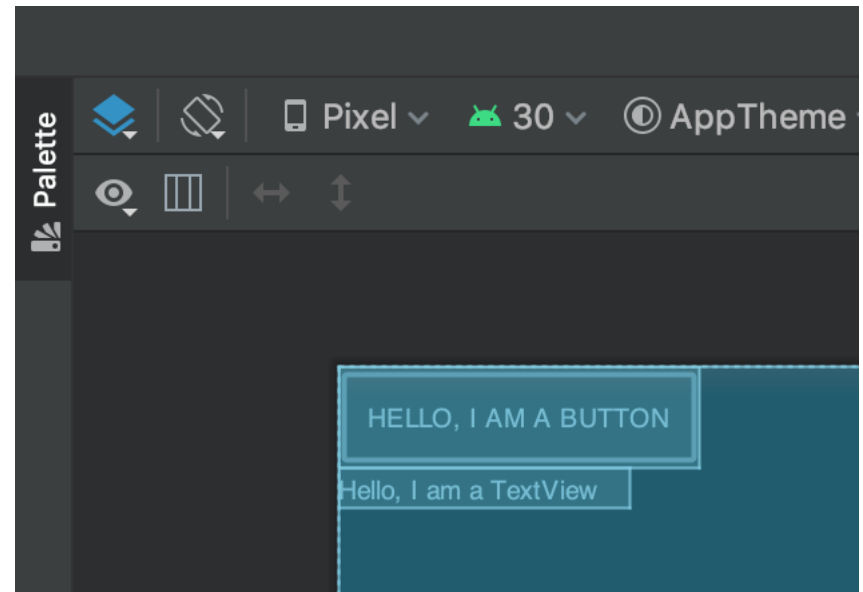 Palette
Pixel 30 AppTheme
HELLO, I AM A BUTTON
Hello, I am a TextView